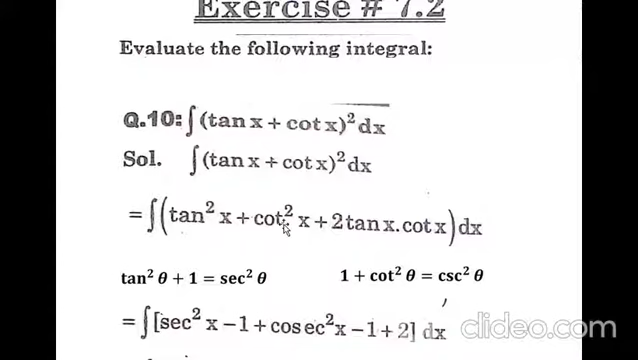 Exercise # 7.2
Evaluate the following integral:
Q.10: ∫(tan x + cot x)² dx
Sol. ∫(tan x + cot x)² dx
= ∫(tan² x + cot² x + 2 tan x . cot x) dx
tan² θ + 1 = sec² θ 1 + cot² θ = csc² θ
= ∫[sec² x − 1 + cosec² x − 1 + 2] dx
clideo.com